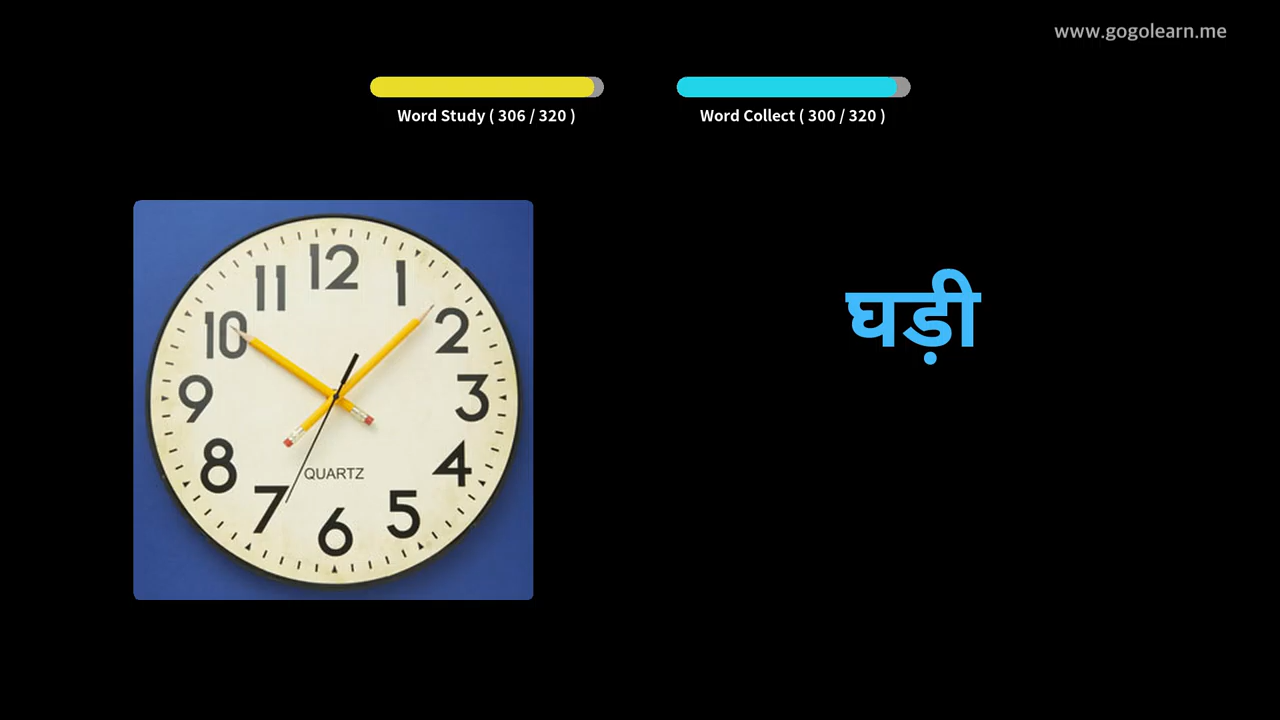 www.gogolearn.me
Word Study ( 306 / 320 )
Word Collect ( 300 / 320 )
12
11
1
10
2
9
3
8
4
7
5
6
QUARTZ
घड़ी